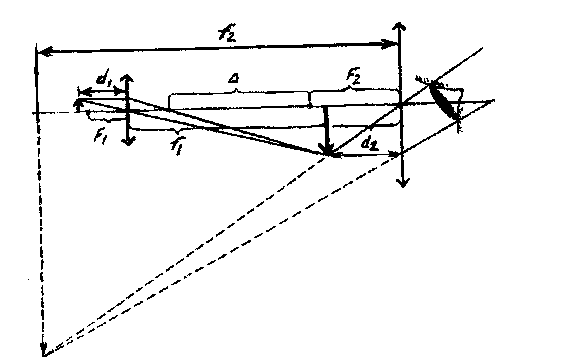 f₂
d₁
Δ
F₂
F₁
f₁
d₂